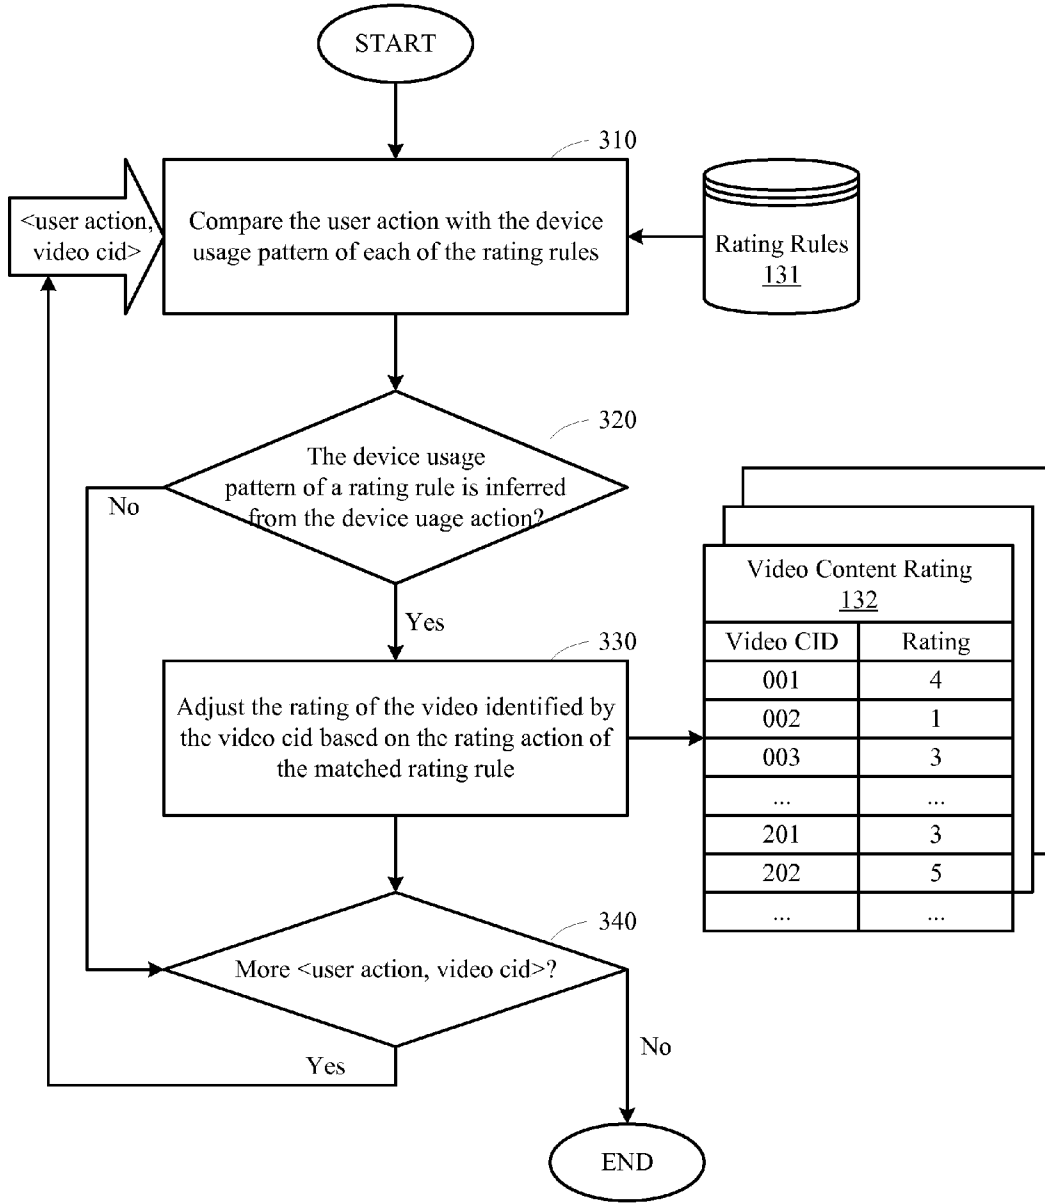 START
310
<user action,
video cid>
Compare the user action with the device
usage pattern of each of the rating rules
Rating Rules
131
320
The device usage
pattern of a rating rule is inferred
from the device uage action?
No
Yes
330
Adjust the rating of the video identified by
the video cid based on the rating action of
the matched rating rule
Video Content Rating
132
Video CID Rating
001 4
002 1
003 3
... ...
201 3
202 5
... ...
340
More <user action, video cid>?
Yes
No
END